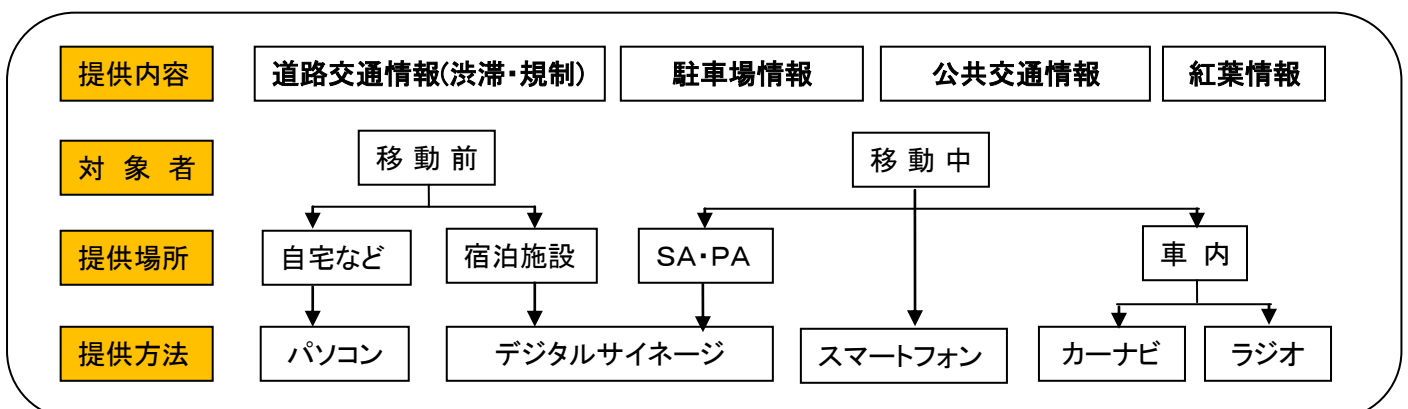 提供内容 道路交通情報(渋滞・規制) 駐車場情報 公共交通情報 紅葉情報
対象者 移動前 移動中
提供場所 自宅など 宿泊施設 SA・PA 車内
提供方法 パソコン デジタルサイネージ スマートフォン カーナビ ラジオ